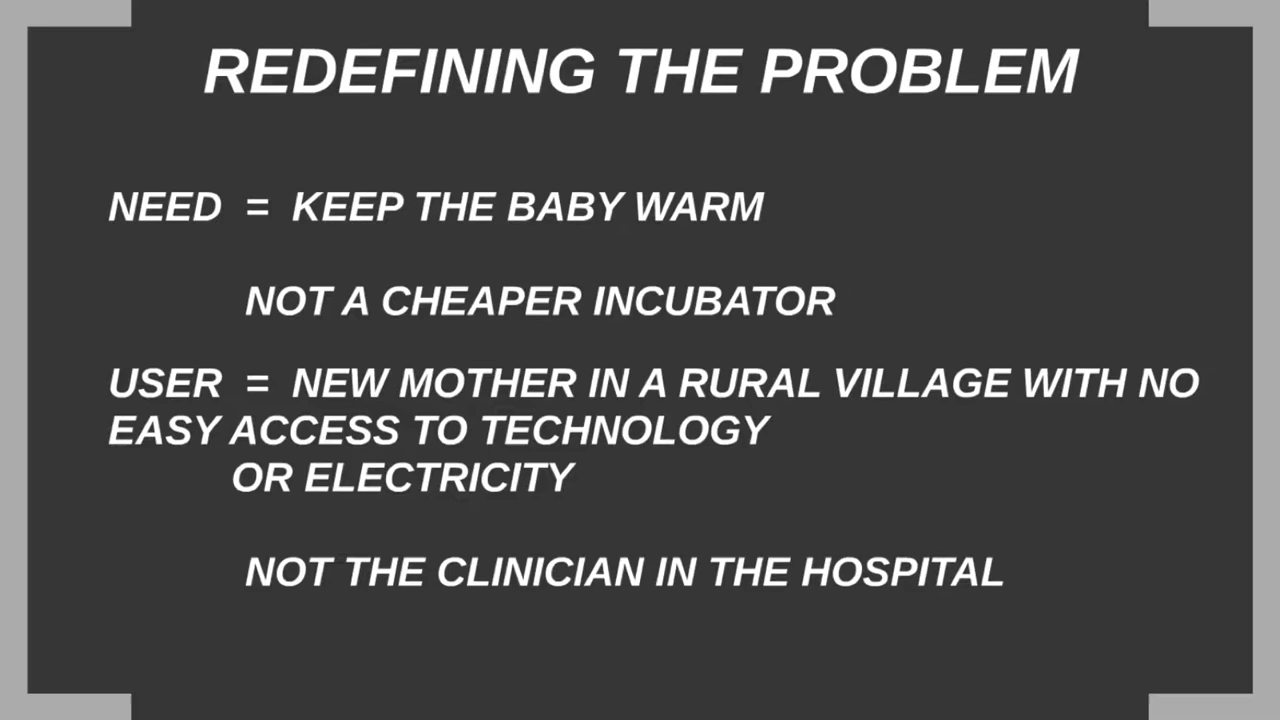 REDEFINING THE PROBLEM
NEED = KEEP THE BABY WARM
NOT A CHEAPER INCUBATOR
USER = NEW MOTHER IN A RURAL VILLAGE WITH NO
EASY ACCESS TO TECHNOLOGY
OR ELECTRICITY
NOT THE CLINICIAN IN THE HOSPITAL